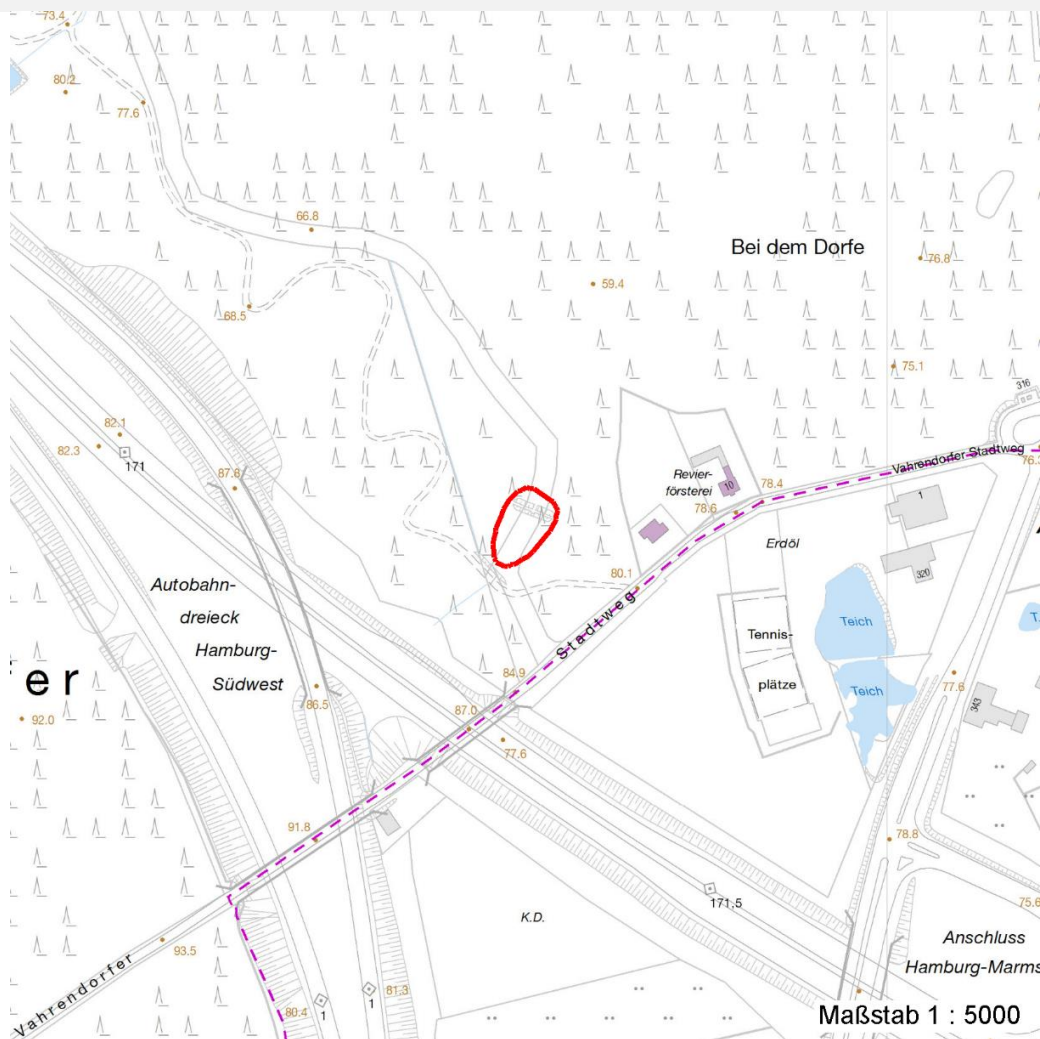 73.4
80.2
77.6
66.8
Bei dem Dorfe
76.8
59.4
68.5
75.1
316
82.1
82.3
171
87.8
Vahrendorfer Stadtweg
76.3
Revier-
försterei
10
78.4
78.6
1
Erdöl
320
80.1
Autobahn-
dreieck
Hamburg-
Südwest
Stadtweg
Tennis-
plätze
Teich
Teich
T.
er
84.9
86.5
87.0
77.6
77.6
343
92.0
91.8
78.8
171.5
75.6
K.D.
93.5
Anschluss
Hamburg-Marms
Vahrendorfer
81.3
1
80.4
1
Maßstab 1 : 5000